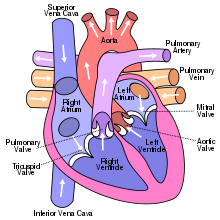 Superior
Vena Cava
Aorta
Pulmonary
Artery
Pulmonary
Vein
Right
Atrium
Left
Atrium
Mitral
Valve
Pulmonary
Valve
Aortic
Valve
Left
Ventricle
Tricuspid
Valve
Right
Ventricle
Inferior Vena Cava